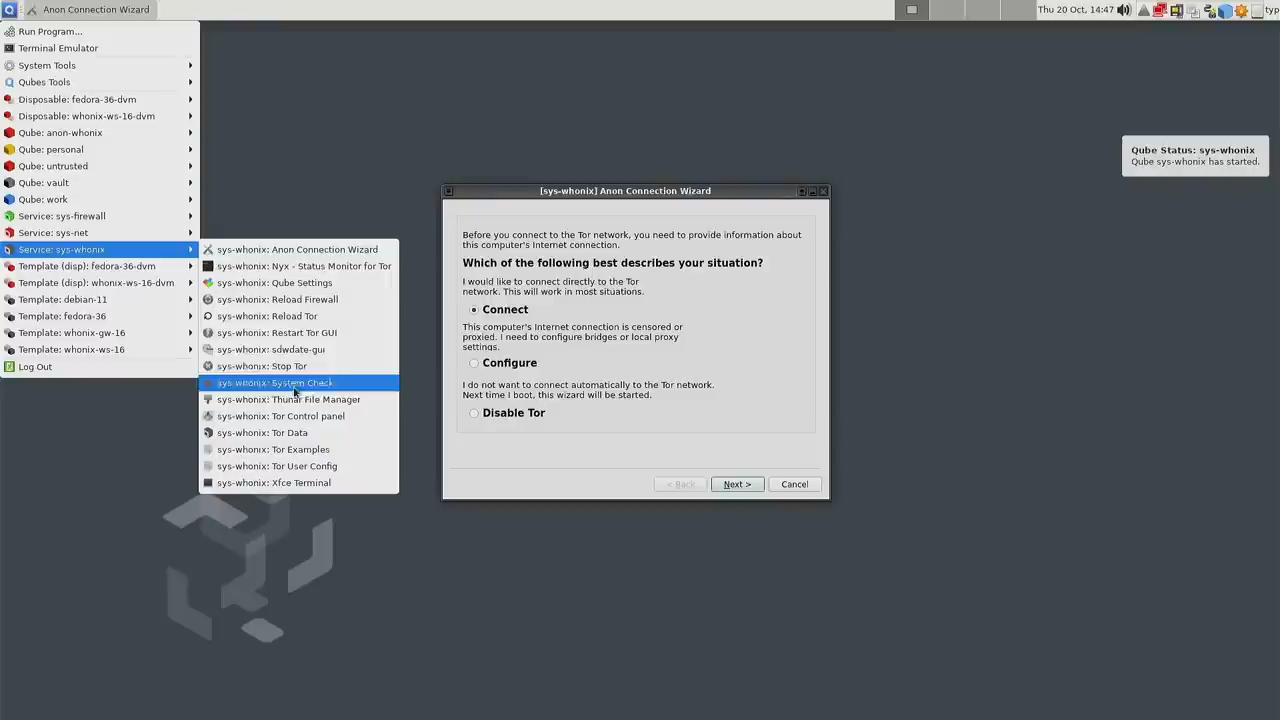 Anon Connection Wizard
Thu 20 Oct, 14:47
typ
Run Program...
Terminal Emulator
System Tools
Qubes Tools
Disposable: fedora-36-dvm
Disposable: whonix-ws-16-dvm
Qube: anon-whonix
Qube: personal
Qube: untrusted
Qube: vault
Qube: work
Service: sys-firewall
Service: sys-net
Service: sys-whonix
Template (disp): fedora-36-dvm
Template (disp): whonix-ws-16-dvm
Template: debian-11
Template: fedora-36
Template: whonix-gw-16
Template: whonix-ws-16
Log Out
sys-whonix: Anon Connection Wizard
sys-whonix: Nyx - Status Monitor for Tor
sys-whonix: Qube Settings
sys-whonix: Reload Firewall
sys-whonix: Reload Tor
sys-whonix: Restart Tor GUI
sys-whonix: sdwdate-gui
sys-whonix: Stop Tor
sys-whonix: System Check
sys-whonix: Thunar File Manager
sys-whonix: Tor Control panel
sys-whonix: Tor Data
sys-whonix: Tor Examples
sys-whonix: Tor User Config
sys-whonix: Xfce Terminal
[sys-whonix] Anon Connection Wizard
Before you connect to the Tor network, you need to provide information about
this computer's Internet connection.
Which of the following best describes your situation?
I would like to connect directly to the Tor
network. This will work in most situations.
Connect
This computer's Internet connection is censored or
proxied. I need to configure bridges or local proxy
settings.
Configure
I do not want to connect automatically to the Tor network.
Next time I boot, this wizard will be started.
Disable Tor
< Back
Next >
Cancel
Qube Status: sys-whonix
Qube sys-whonix has started.